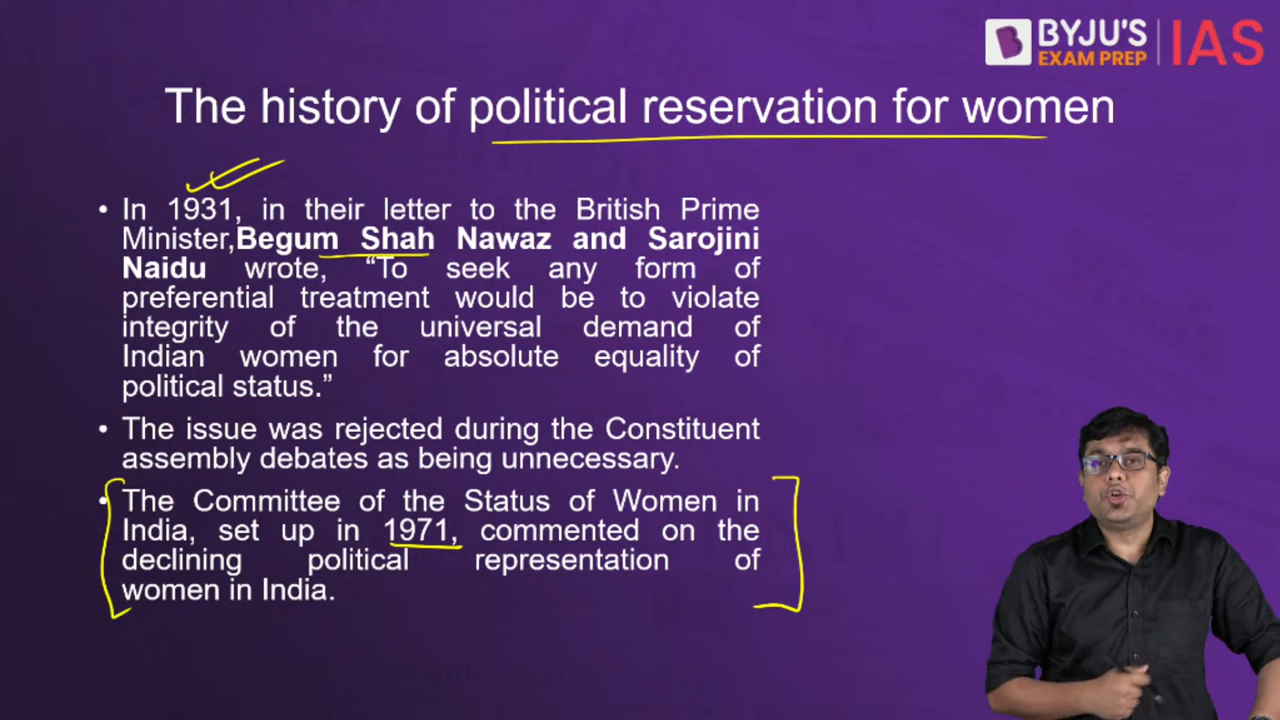 BYJU'S
EXAM PREP
IAS
The history of political reservation for women
• In 1931, in their letter to the British Prime
Minister,Begum Shah Nawaz and Sarojini
Naidu wrote, “To seek any form of
preferential treatment would be to violate
integrity of the universal demand of
Indian women for absolute equality of
political status.”
• The issue was rejected during the Constituent
assembly debates as being unnecessary.
• The Committee of the Status of Women in
India, set up in 1971, commented on the
declining political representation of
women in India.